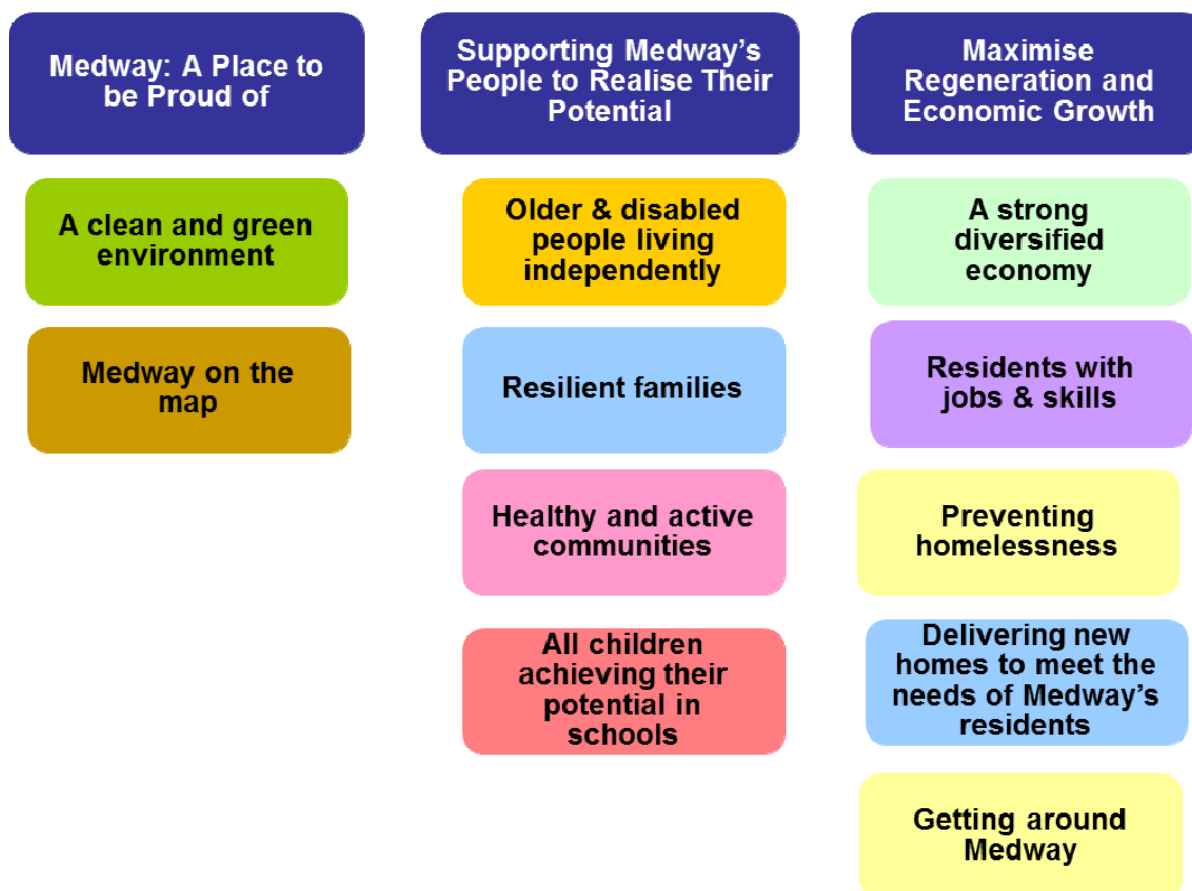 Medway: A Place to
be Proud of
A clean and green
environment
Medway on the
map
Supporting Medway's
People to Realise Their
Potential
Older & disabled
people living
independently
Resilient families
Healthy and active
communities
All children
achieving their
potential in
schools
Maximise
Regeneration and
Economic Growth
A strong
diversified
economy
Residents with
jobs & skills
Preventing
homelessness
Delivering new
homes to meet the
needs of Medway's
residents
Getting around
Medway